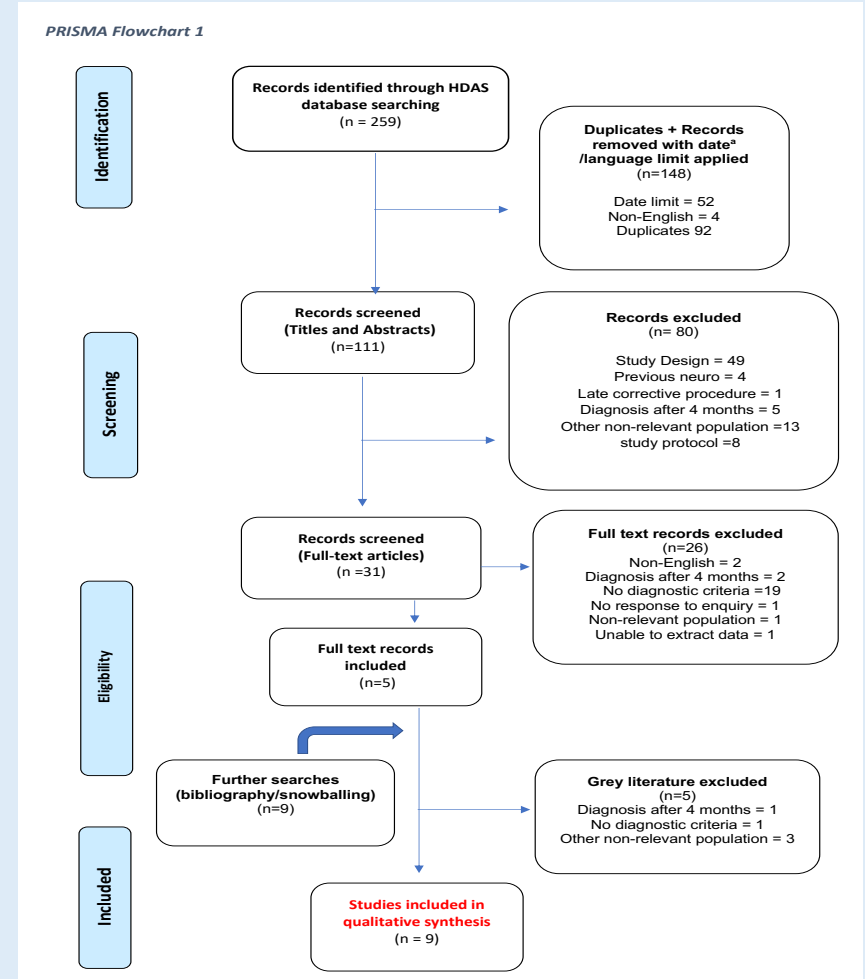 PRISMA Flowchart 1
Identification
Records identified through HDAS
database searching
(n = 259)
Duplicates + Records
removed with dateᵃ
/language limit applied
(n=148)
Date limit = 52
Non-English = 4
Duplicates 92
Screening
Records screened
(Titles and Abstracts)
(n=111)
Records excluded
(n= 80)
Study Design = 49
Previous neuro = 4
Late corrective procedure = 1
Diagnosis after 4 months = 5
Other non-relevant population =13
study protocol =8
Eligibility
Records screened
(Full-text articles)
(n =31)
Full text records excluded
(n=26)
Non-English = 2
Diagnosis after 4 months = 2
No diagnostic criteria =19
No response to enquiry = 1
Non-relevant population = 1
Unable to extract data = 1
Full text records
included
(n=5)
Further searches
(bibliography/snowballing)
(n=9)
Grey literature excluded
(n=5)
Diagnosis after 4 months = 1
No diagnostic criteria = 1
Other non-relevant population = 3
Included
Studies included in
qualitative synthesis
(n = 9)